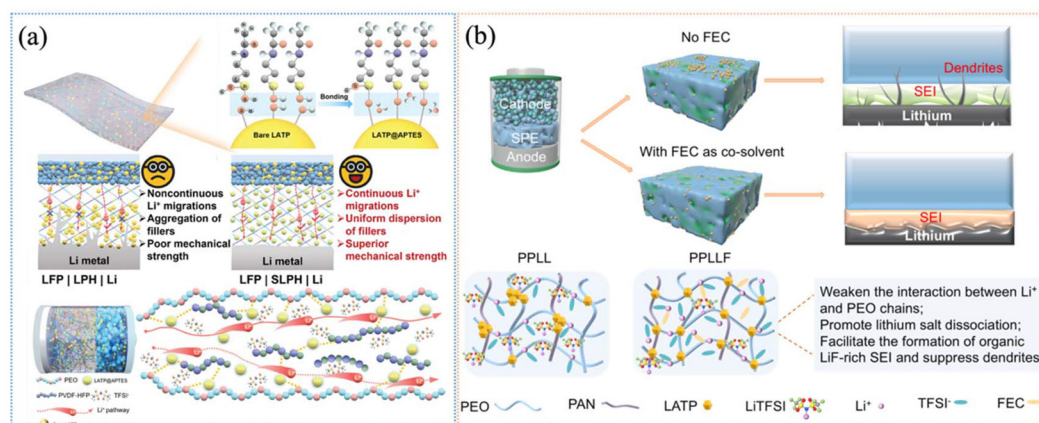 (a)
Bonding
Bare LATP
LATP@APTES
Noncontinuous
Li⁺ migrations
Aggregation of
fillers
Poor mechanical
strength
Continuous Li⁺
migrations
Uniform dispersion
of fillers
Superior
mechanical strength
Li metal
Li metal
LFP | LPH | Li
LFP | SLPH | Li
PEO
LATP@APTES
PVDF-HFP
TFSI⁻
Li⁺ pathway
(b)
No FEC
Cathode
SPE
Anode
With FEC as co-solvent
Dendrites
SEI
Lithium
SEI
Lithium
PPLL
PPLLF
Weaken the interaction between Li⁺
and PEO chains;
Promote lithium salt dissociation;
Facilitate the formation of organic
LiF-rich SEI and suppress dendrites
PEO
PAN
LATP
LiTFSI
Li⁺
TFSI⁻
FEC